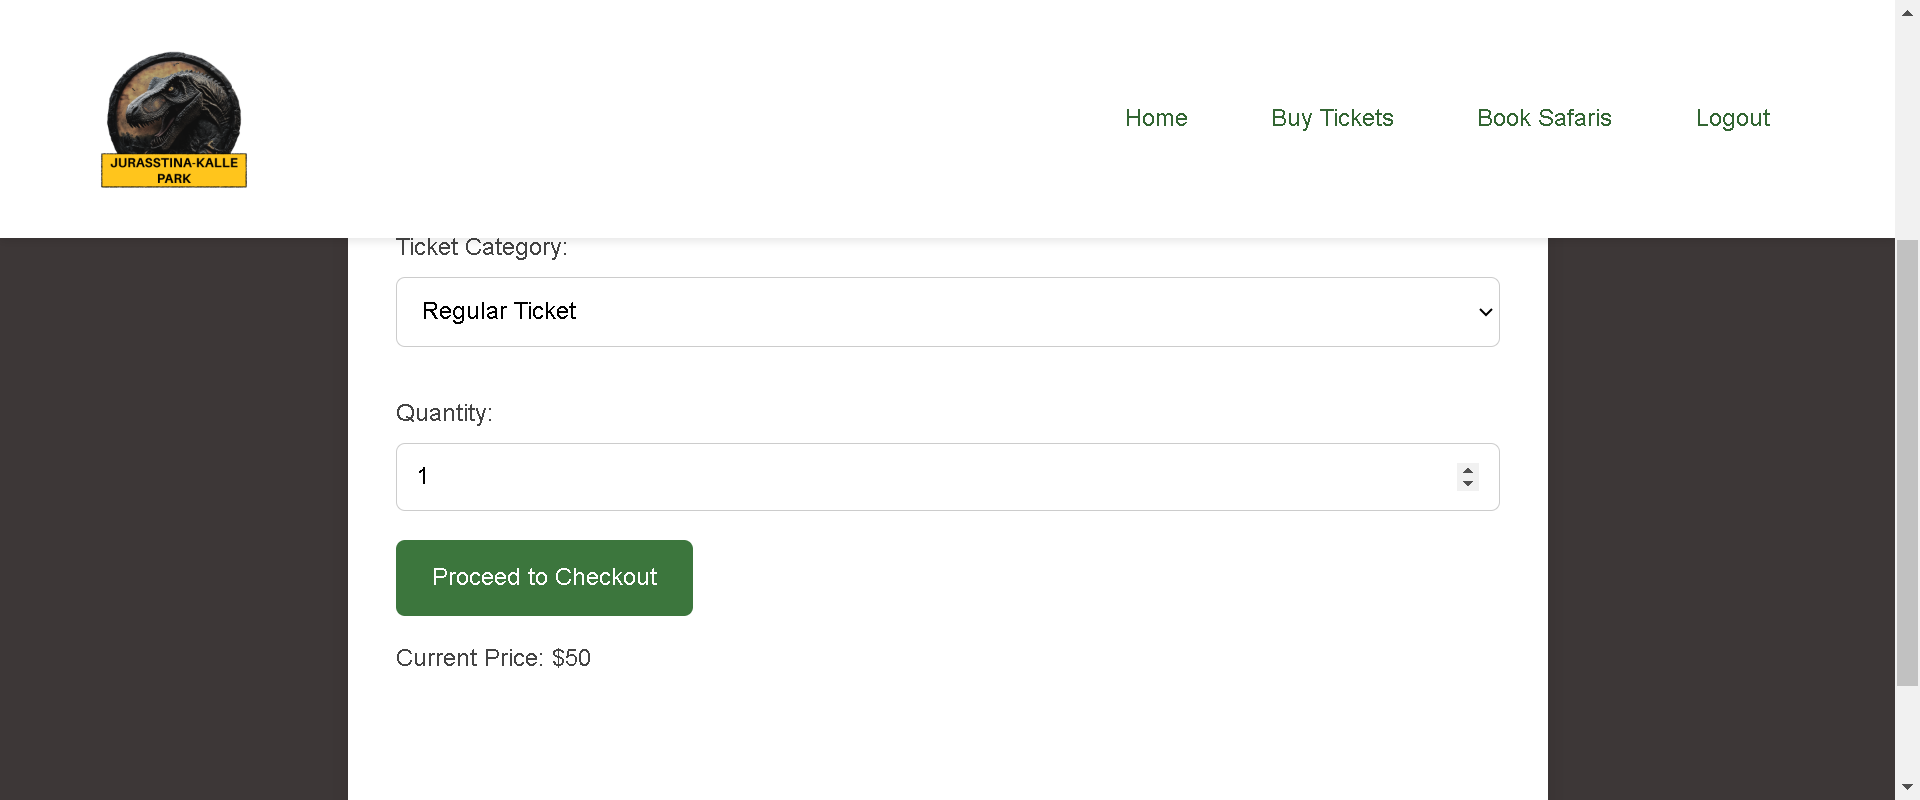 JURASSTINA-KALLE
PARK
Home
Buy Tickets
Book Safaris
Logout
Ticket Category:
Regular Ticket
Quantity:
1
Proceed to Checkout
Current Price: $50